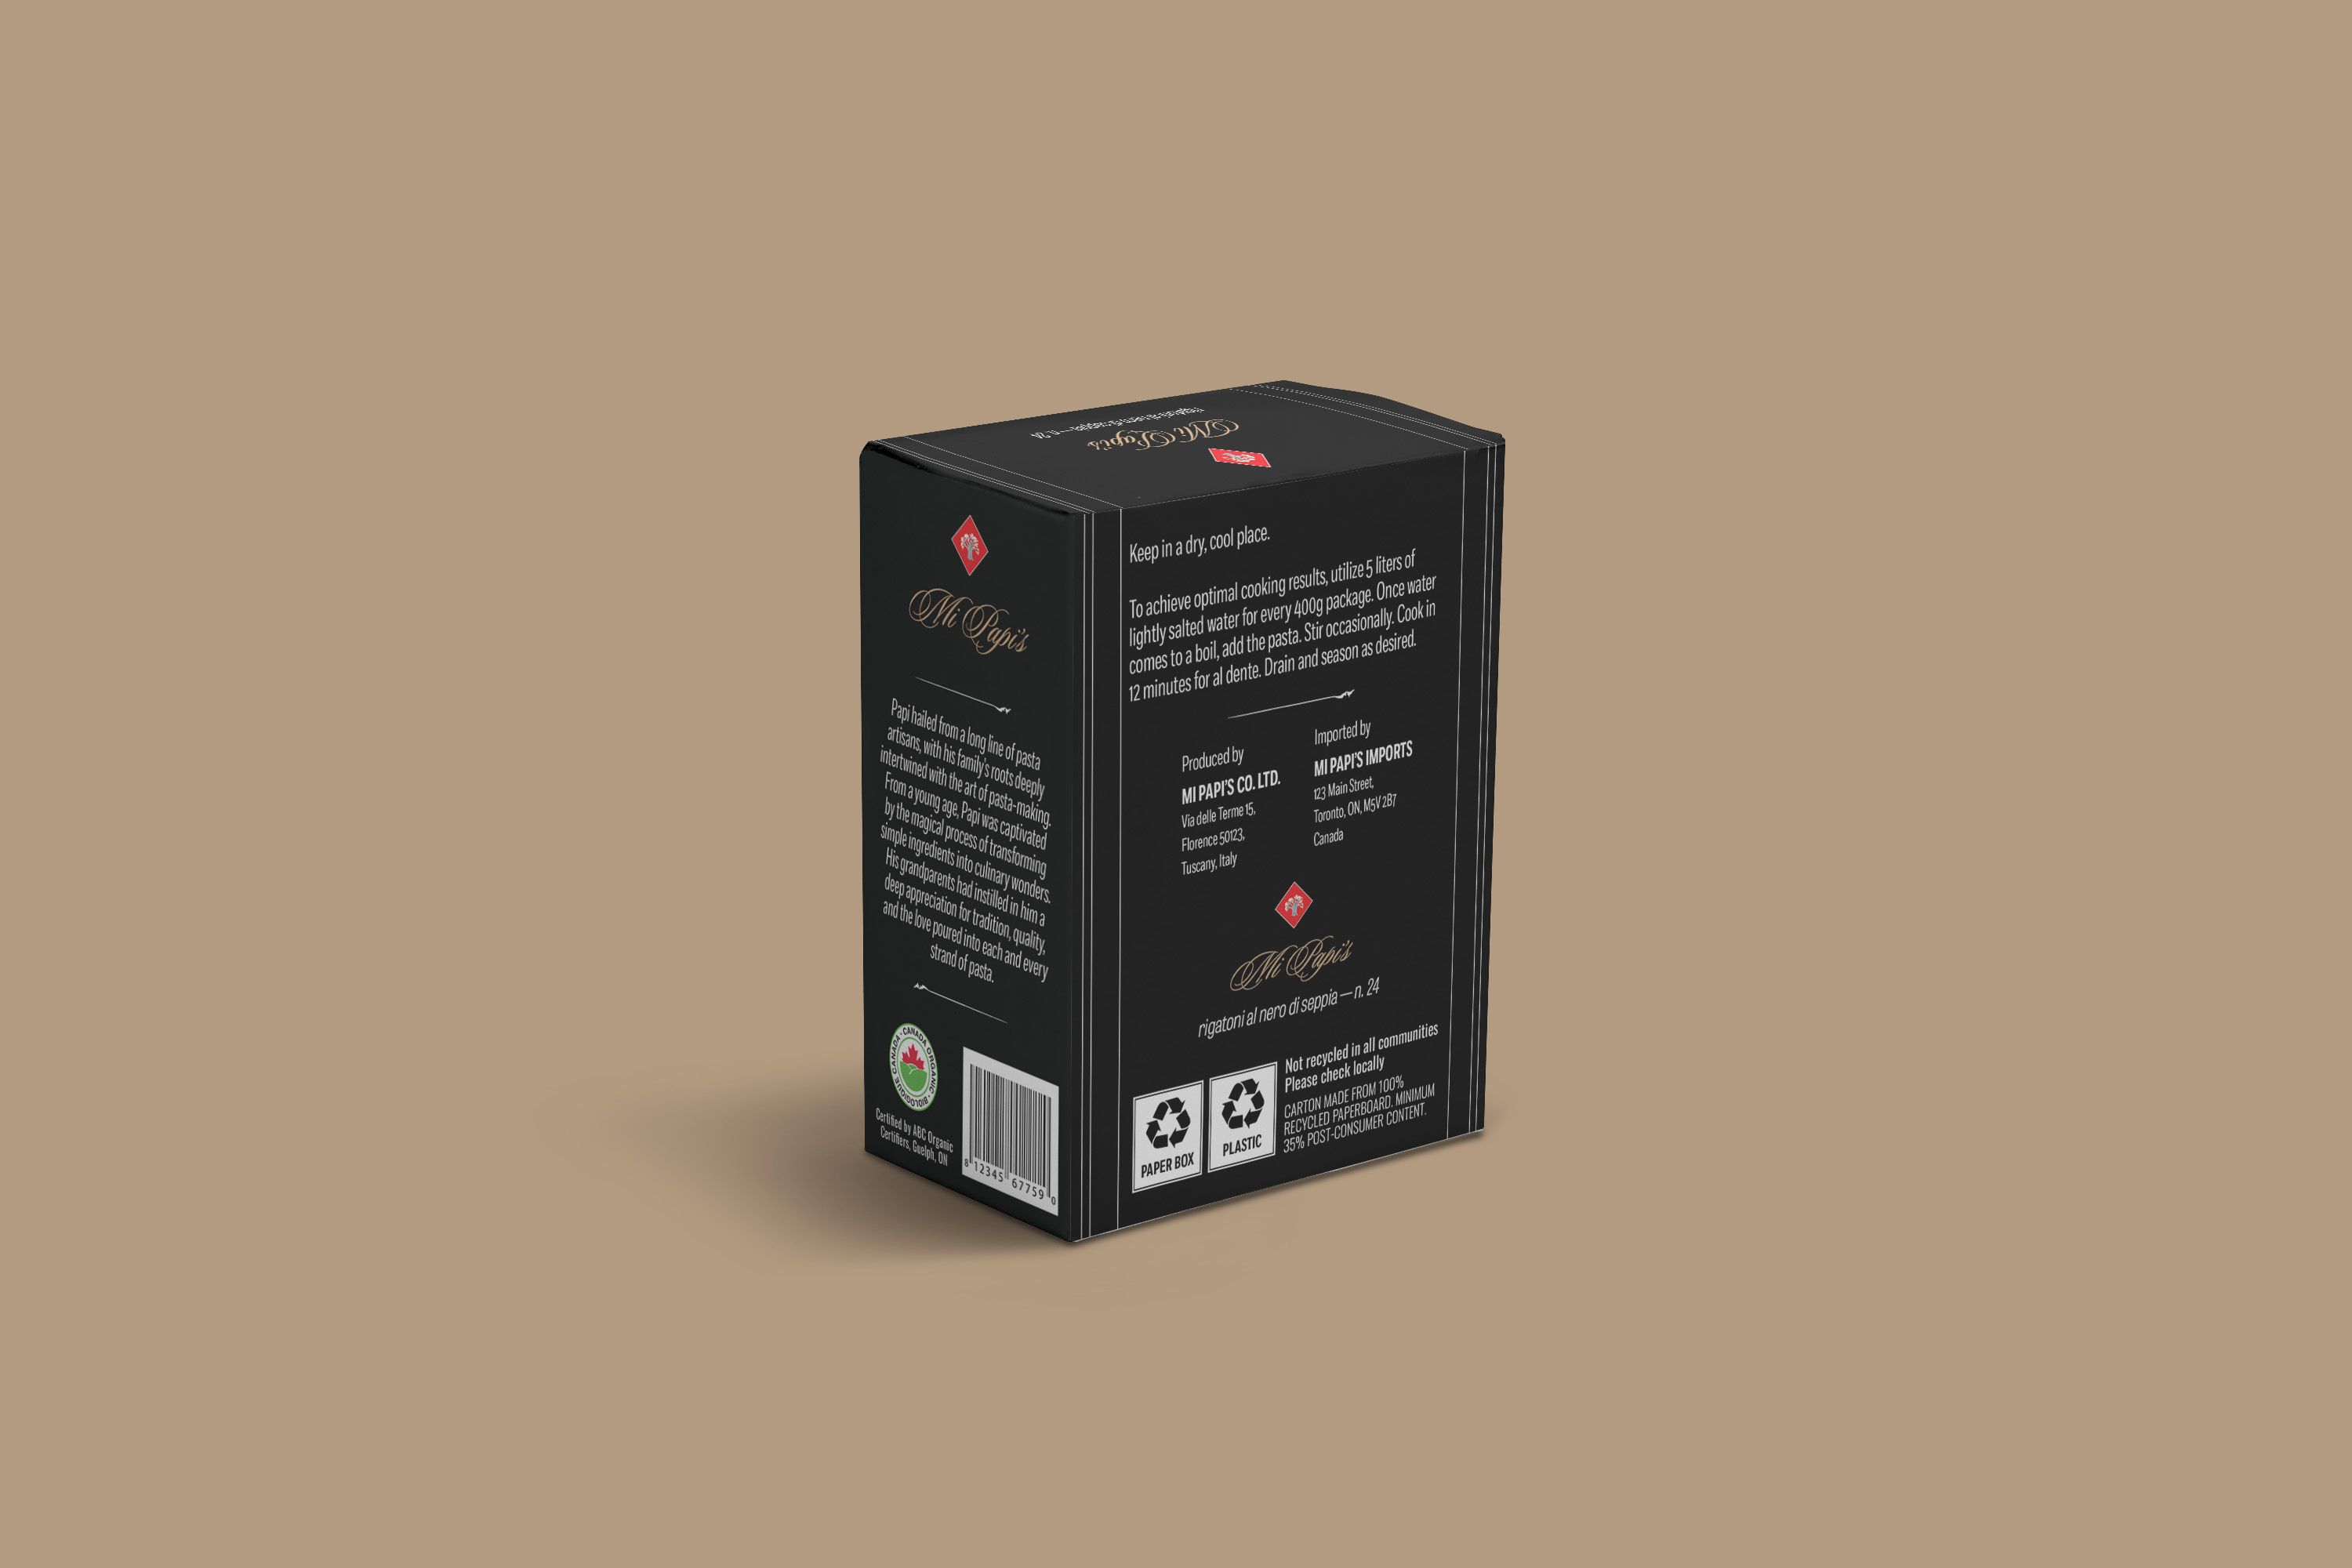 Mi Papi's
rigatoni al nero di seppia — n. 24
Mi Papi's
Papi hailed from a long line of pasta
artisans, with his family's roots deeply
intertwined with the art of pasta-making.
From a young age, Papi was captivated
by the magical process of transforming
simple ingredients into culinary wonders.
His grandparents had instilled in him a
deep appreciation for tradition, quality,
and the love poured into each and every
strand of pasta.
CANADA ORGANIC • BIOLOGIQUE CANADA •
Certified by ABC Organic
Certifiers, Guelph, ON
8 12345 67759 0
Keep in a dry, cool place.
To achieve optimal cooking results, utilize 5 liters of
lightly salted water for every 400g package. Once water
comes to a boil, add the pasta. Stir occasionally. Cook in
12 minutes for al dente. Drain and season as desired.
Produced by
MI PAPI'S CO. LTD.
Via delle Terme 15,
Florence 50123,
Tuscany, Italy
Imported by
MI PAPI'S IMPORTS
123 Main Street,
Toronto, ON, M5V 2B7
Canada
Mi Papi's
rigatoni al nero di seppia — n. 24
PAPER BOX
PLASTIC
Not recycled in all communities
Please check locally
CARTON MADE FROM 100%
RECYCLED PAPERBOARD. MINIMUM
35% POST-CONSUMER CONTENT.